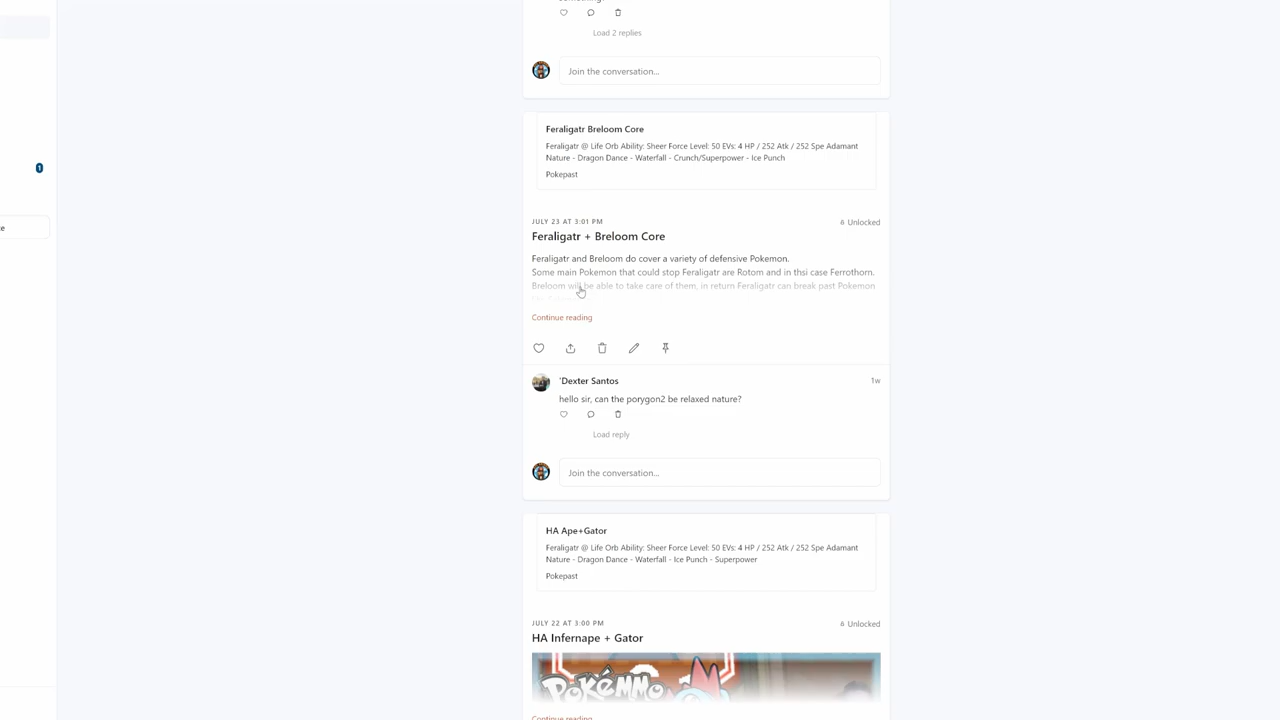 Load 2 replies
Join the conversation...
Feraligatr Breloom Core
Feraligatr @ Life Orb Ability: Sheer Force Level: 50 EVs: 4 HP / 252 Atk / 252 Spe Adamant
Nature - Dragon Dance - Waterfall - Crunch/Superpower - Ice Punch
Pokepast
1
JULY 23 AT 3:01 PM
Unlocked
Feraligatr + Breloom Core
Feraligatr and Breloom do cover a variety of defensive Pokemon.
Some main Pokemon that could stop Feraligatr are Rotom and in thsi case Ferrothorn.
Breloom will be able to take care of them, in return Feraligatr can break past Pokemon
Continue reading
'Dexter Santos
1w
hello sir, can the porygon2 be relaxed nature?
Load reply
Join the conversation...
HA Ape+Gator
Feraligatr @ Life Orb Ability: Sheer Force Level: 50 EVs: 4 HP / 252 Atk / 252 Spe Adamant
Nature - Dragon Dance - Waterfall - Ice Punch - Superpower
Pokepast
JULY 22 AT 3:00 PM
Unlocked
HA Infernape + Gator
PokéMMO
Continue reading